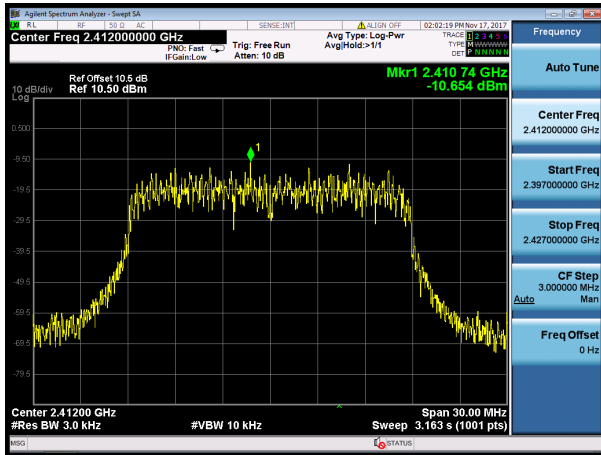 Agilent Spectrum Analyzer - Swept SA
RL RF 50 Ω AC SENSE:INT ALIGN OFF 02:02:19 PM Nov 17, 2017
Center Freq 2.412000000 GHz
PNO: Fast
IFGain:Low
Trig: Free Run
Atten: 10 dB
Avg Type: Log-Pwr
Avg|Hold:>1/1
TRACE 1 2 3 4 5 6
TYPE M WWWWW
DET P NNNNN
Ref Offset 10.5 dB
Ref 10.50 dBm
10 dB/div
Log
Mkr1 2.410 74 GHz
-10.654 dBm
1
0.500
-9.50
-19.5
-29.5
-39.5
-49.5
-59.5
-69.5
-79.5
Center 2.41200 GHz
Span 30.00 MHz
#Res BW 3.0 kHz
#VBW 10 kHz
Sweep 3.163 s (1001 pts)
MSG
STATUS
Frequency
Auto Tune
Center Freq
2.412000000 GHz
Start Freq
2.397000000 GHz
Stop Freq
2.427000000 GHz
CF Step
3.000000 MHz
Auto Man
Freq Offset
0 Hz